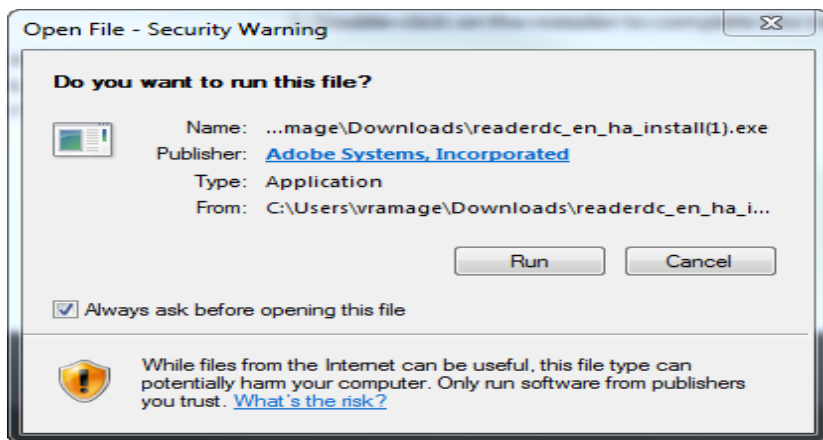 Open File - Security Warning
Do you want to run this file?
Name: ...mage\Downloads\readerdc_en_ha_install(1).exe
Publisher: Adobe Systems, Incorporated
Type: Application
From: C:\Users\vramage\Downloads\readerdc_en_ha_i...
Run Cancel
Always ask before opening this file
While files from the Internet can be useful, this file type can
potentially harm your computer. Only run software from publishers
you trust. What's the risk?